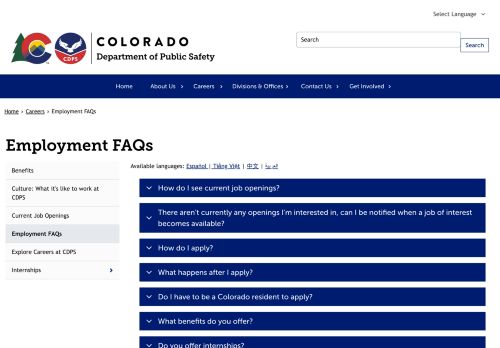 Select Language
COLORADO
Department of Public Safety
CDPS
Search
Search
Home About Us Careers Divisions & Offices Contact Us Get Involved
Home › Careers › Employment FAQs
Employment FAQs
Benefits
Culture: What it's like to work at
CDPS
Current Job Openings
Employment FAQs
Explore Careers at CDPS
Internships
Available languages: Español | Tiếng Việt | 中文 | العربية
How do I see current job openings?
There aren't currently any openings I'm interested in, can I be notified when a job of interest
becomes available?
How do I apply?
What happens after I apply?
Do I have to be a Colorado resident to apply?
What benefits do you offer?
Do you offer internships?